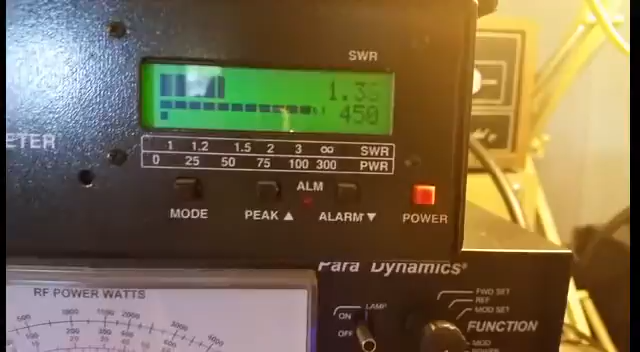 SWR
1.3
450
ETER
1 1.2 1.5 2 3 ∞ SWR
0 25 50 75 100 300 PWR
ALM
MODE PEAK ▲ ALARM ▼ POWER
Para Dynamics®
RF POWER WATTS
LAMP
ON
OFF
FWD SET
REF
MOD SET
FUNCTION
MOD